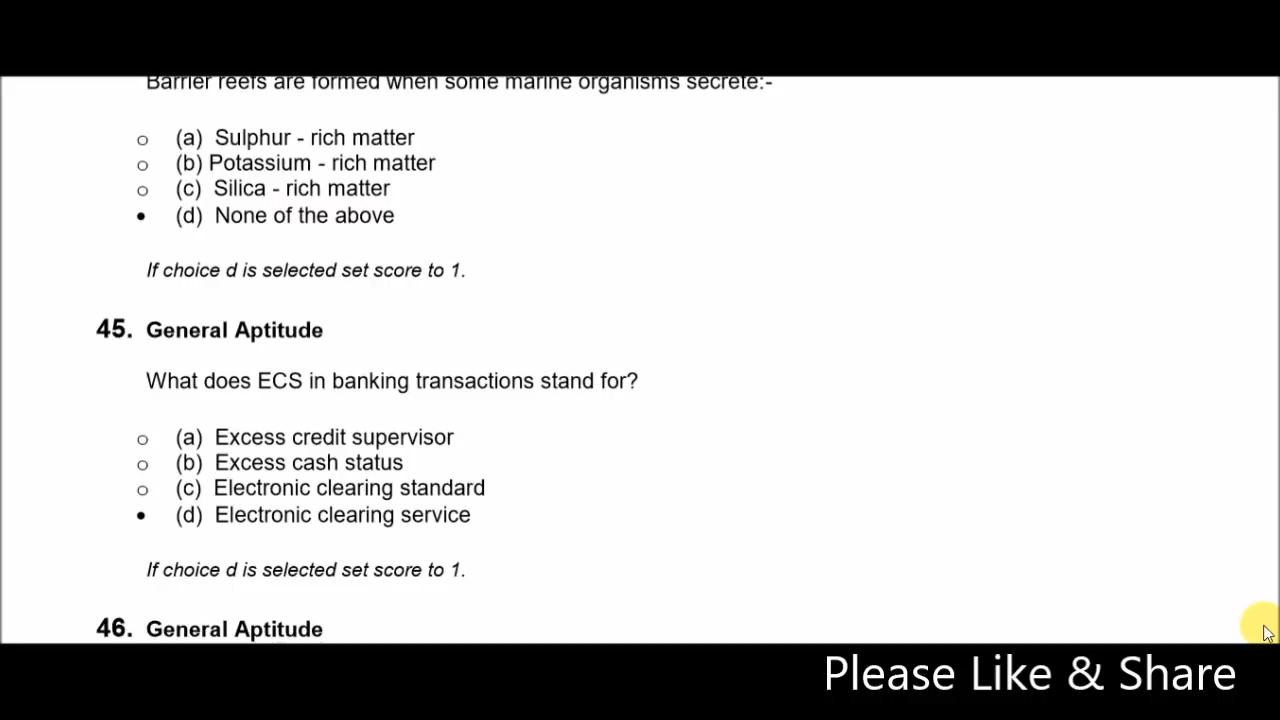 Barrier reefs are formed when some marine organisms secrete:-
o (a) Sulphur - rich matter
o (b) Potassium - rich matter
o (c) Silica - rich matter
• (d) None of the above
If choice d is selected set score to 1.
45. General Aptitude
What does ECS in banking transactions stand for?
o (a) Excess credit supervisor
o (b) Excess cash status
o (c) Electronic clearing standard
• (d) Electronic clearing service
If choice d is selected set score to 1.
46. General Aptitude
Please Like & Share